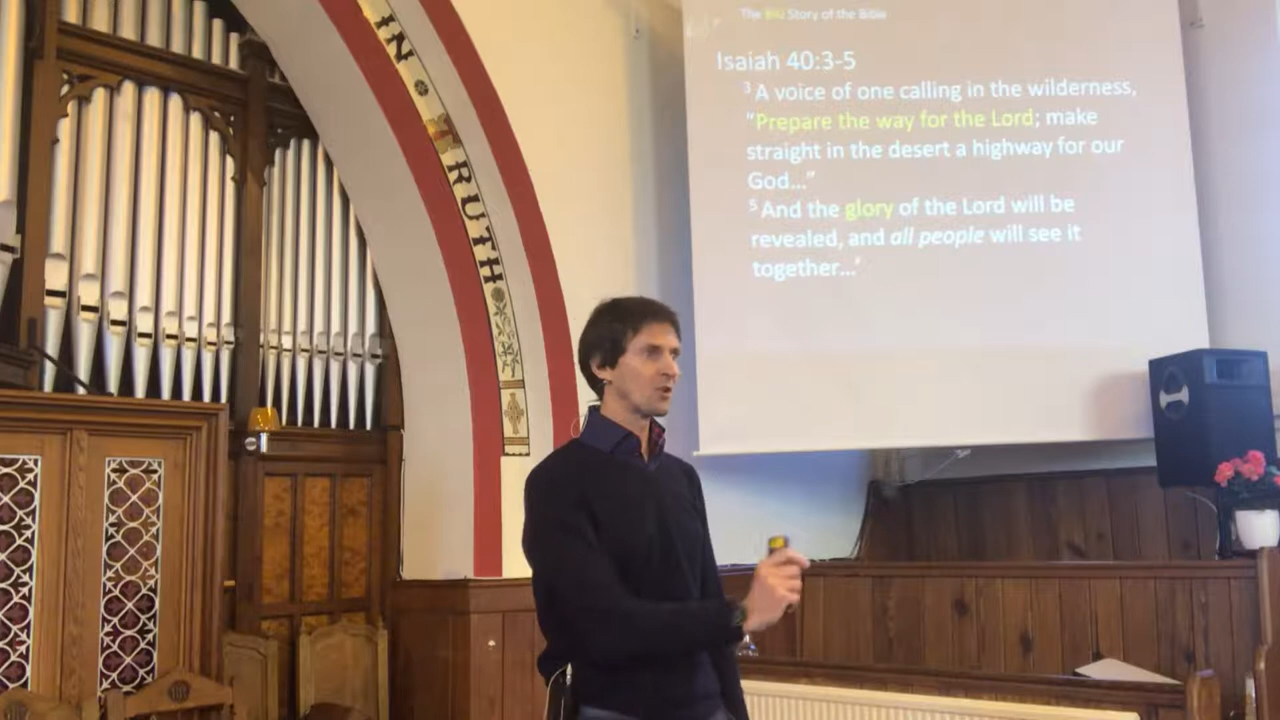 IN TRUTH
The BIG Story of the Bible
Isaiah 40:3-5
³ A voice of one calling in the wilderness,
“Prepare the way for the Lord; make
straight in the desert a highway for our
God...”
⁵ And the glory of the Lord will be
revealed, and all people will see it
together...’